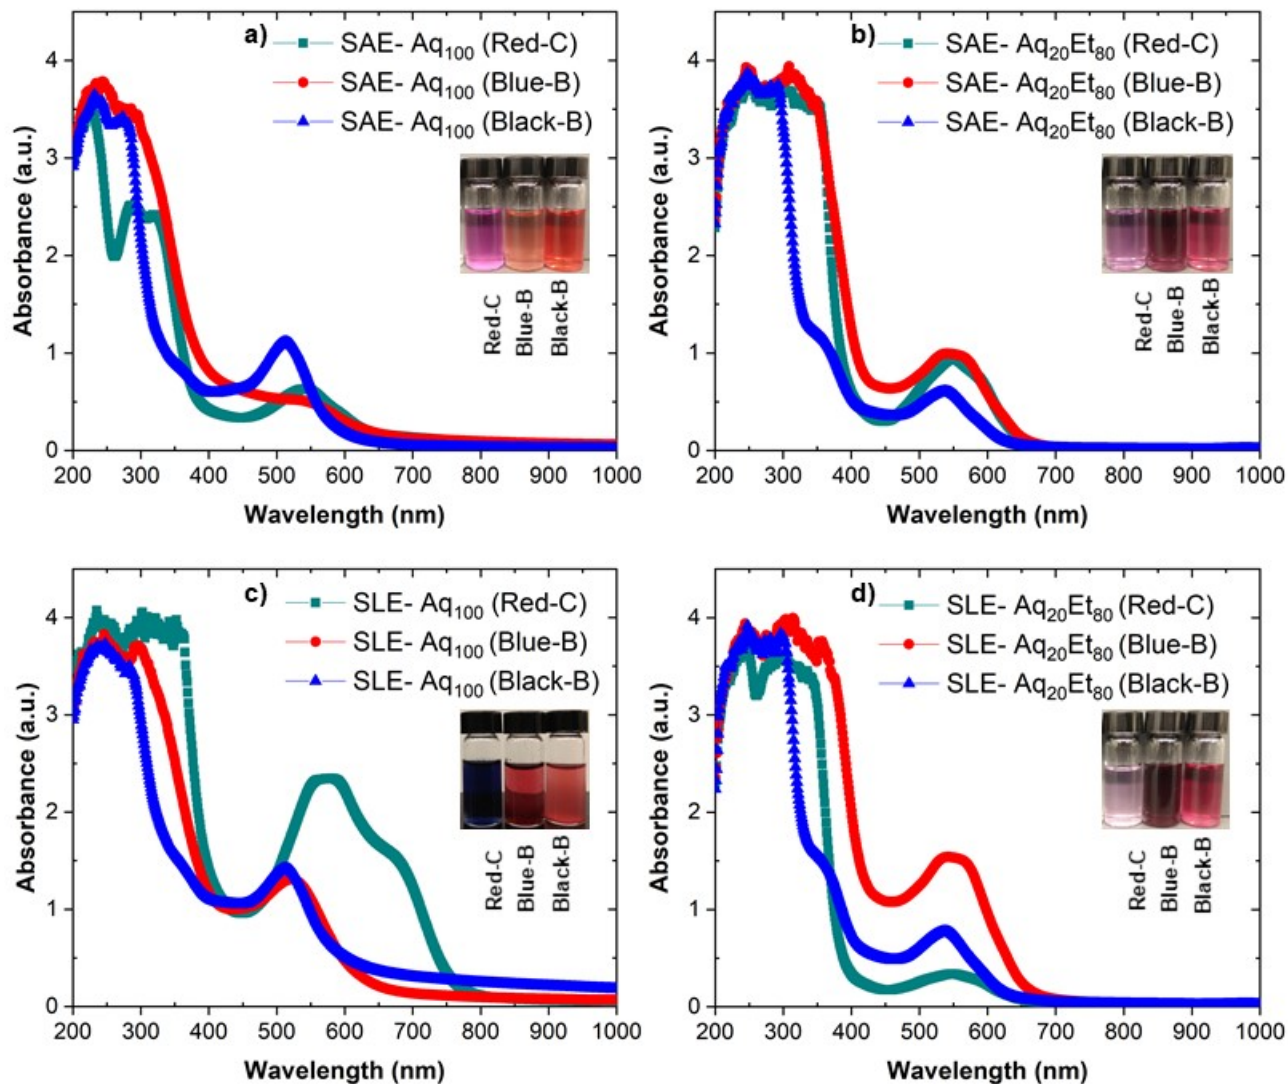 a)
SAE- Aq100 (Red-C)
SAE- Aq100 (Blue-B)
SAE- Aq100 (Black-B)
Absorbance (a.u.)
4
3
2
1
0
200 300 400 500 600 700 800 900 1000
Wavelength (nm)
Red-C
Blue-B
Black-B
b)
SAE- Aq20Et80 (Red-C)
SAE- Aq20Et80 (Blue-B)
SAE- Aq20Et80 (Black-B)
Absorbance (a.u.)
4
3
2
1
0
200 300 400 500 600 700 800 900 1000
Wavelength (nm)
Red-C
Blue-B
Black-B
c)
SLE- Aq100 (Red-C)
SLE- Aq100 (Blue-B)
SLE- Aq100 (Black-B)
Absorbance (a.u.)
4
3
2
1
0
200 300 400 500 600 700 800 900 1000
Wavelength (nm)
Red-C
Blue-B
Black-B
d)
SLE- Aq20Et80 (Red-C)
SLE- Aq20Et80 (Blue-B)
SLE- Aq20Et80 (Black-B)
Absorbance (a.u.)
4
3
2
1
0
200 300 400 500 600 700 800 900 1000
Wavelength (nm)
Red-C
Blue-B
Black-B